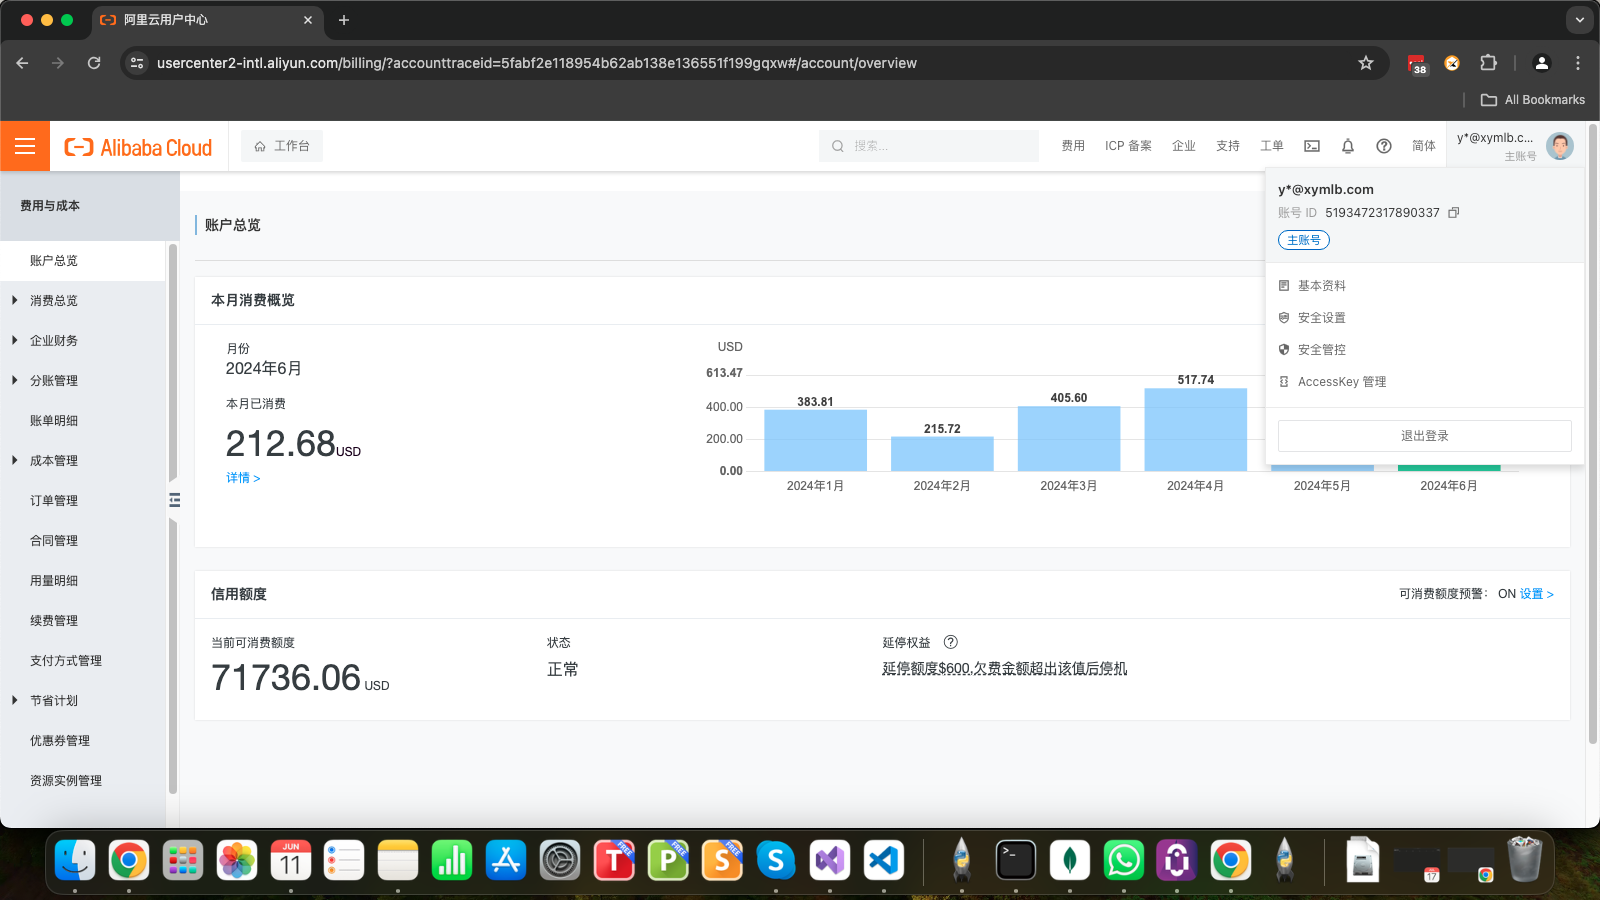 阿里云用户中心
usercenter2-intl.aliyun.com/billing/?accounttraceid=5fabf2e118954b62ab138e136551f199gqxw#/account/overview
38
All Bookmarks
Alibaba Cloud
工作台
搜索...
费用
ICP 备案
企业
支持
工单
简体
y*@xymlb.c...
主账号
y*@xymlb.com
账号 ID 5193472317890337
主账号
基本资料
安全设置
安全管控
AccessKey 管理
退出登录
费用与成本
账户总览
消费总览
企业财务
分账管理
账单明细
成本管理
订单管理
合同管理
用量明细
续费管理
支付方式管理
节省计划
优惠券管理
资源实例管理
账户总览
本月消费概览
月份
2024年6月
本月已消费
212.68USD
详情 >
USD
613.47
400.00
200.00
0.00
383.81
215.72
405.60
517.74
2024年1月
2024年2月
2024年3月
2024年4月
2024年5月
2024年6月
信用额度
可消费额度预警: ON 设置 >
当前可消费额度
71736.06 USD
状态
正常
延停权益
延停额度$600,欠费金额超出该值后停机
JUN
11
T
FREE
P
FREE
S
FREE
S
17